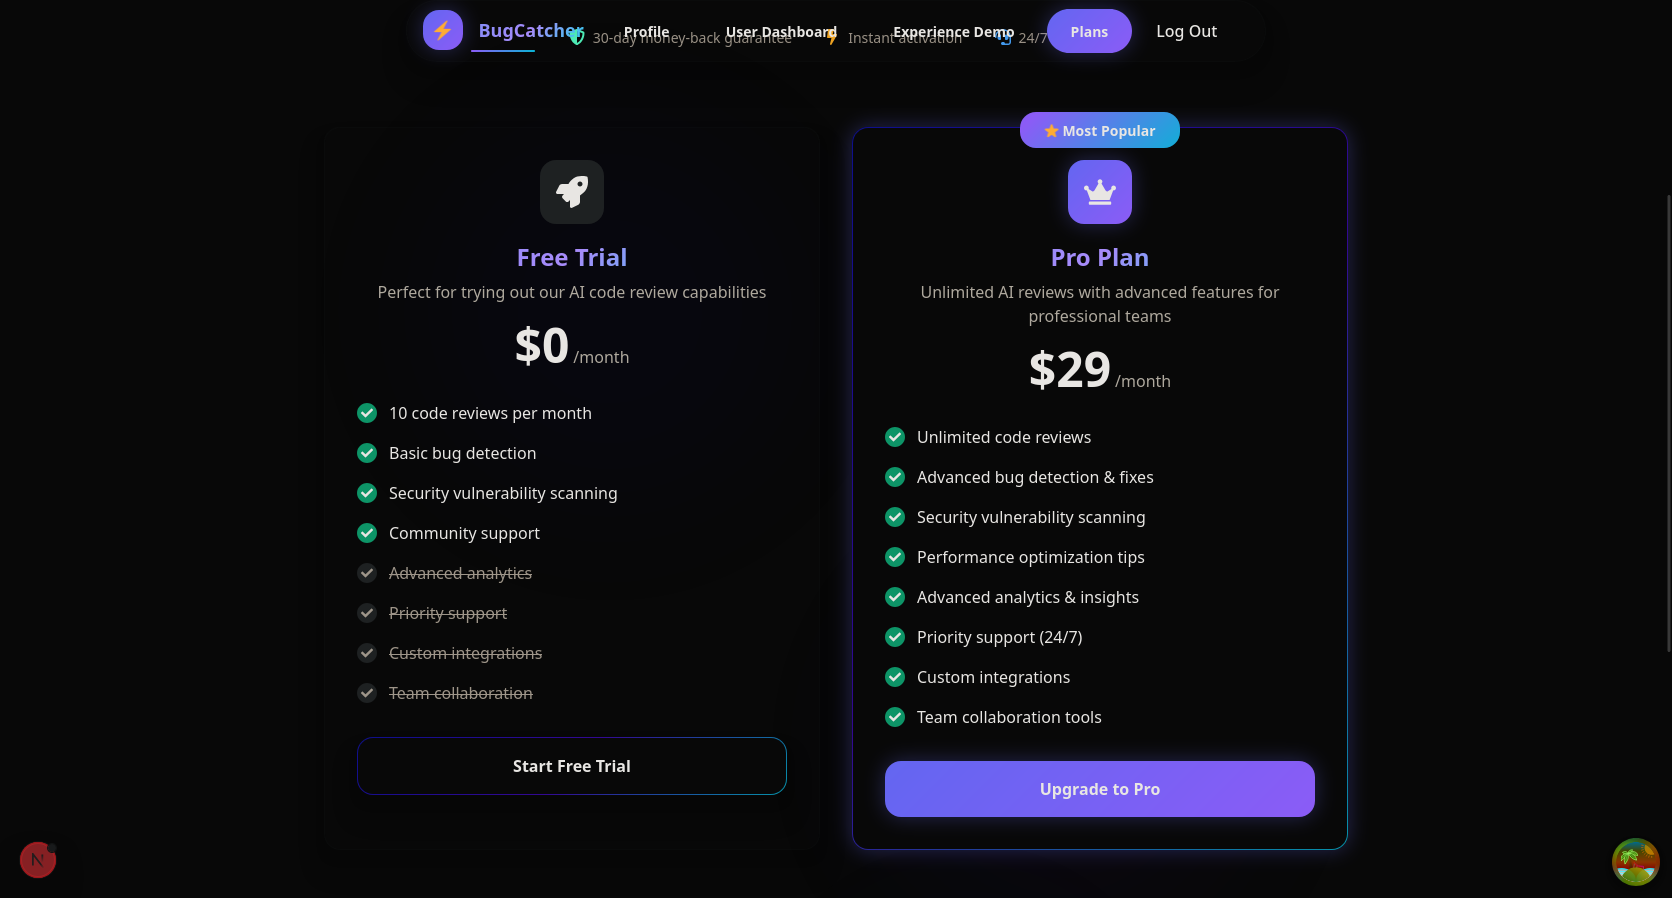 BugCatcher
Profile
User Dashboard
Experience Demo
Plans
Log Out
30-day money-back guarantee
Instant activation
24/7
Most Popular
Free Trial
Perfect for trying out our AI code review capabilities
$0 /month
10 code reviews per month
Basic bug detection
Security vulnerability scanning
Community support
Advanced analytics
Priority support
Custom integrations
Team collaboration
Start Free Trial
Pro Plan
Unlimited AI reviews with advanced features for
professional teams
$29 /month
Unlimited code reviews
Advanced bug detection & fixes
Security vulnerability scanning
Performance optimization tips
Advanced analytics & insights
Priority support (24/7)
Custom integrations
Team collaboration tools
Upgrade to Pro
N